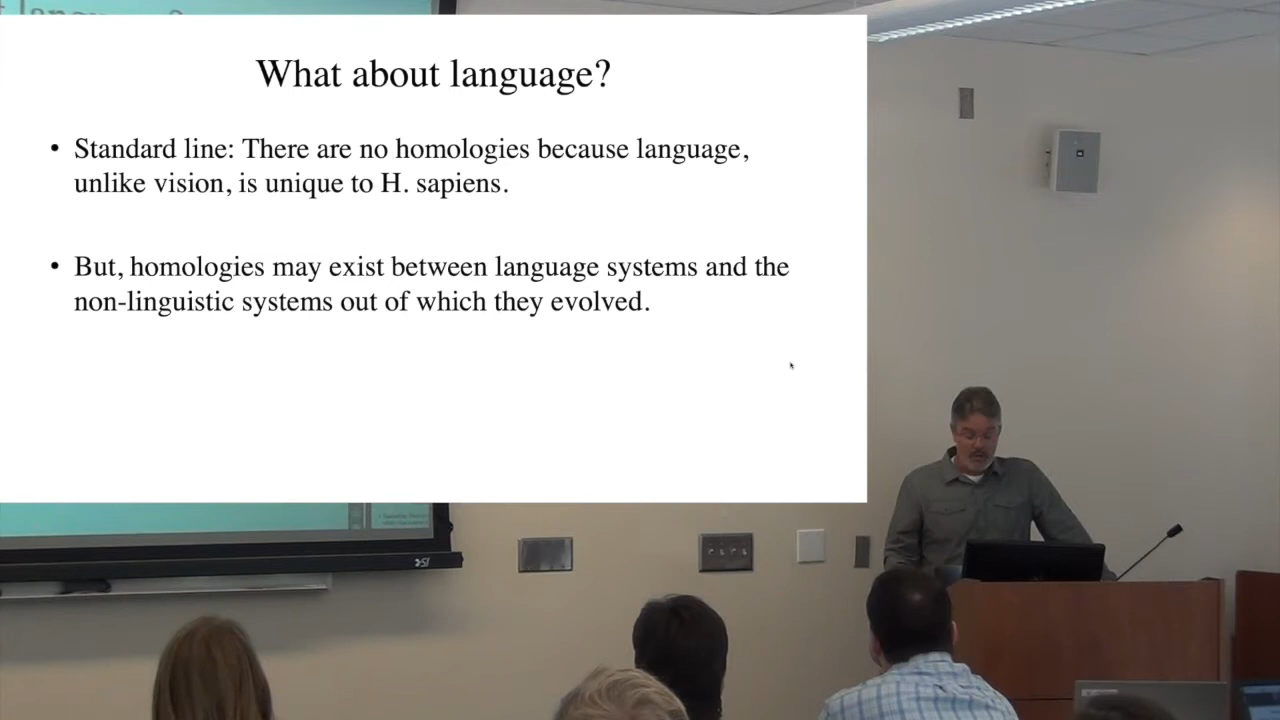 What about language?
• Standard line: There are no homologies because language,
unlike vision, is unique to H. sapiens.
• But, homologies may exist between language systems and the
non-linguistic systems out of which they evolved.